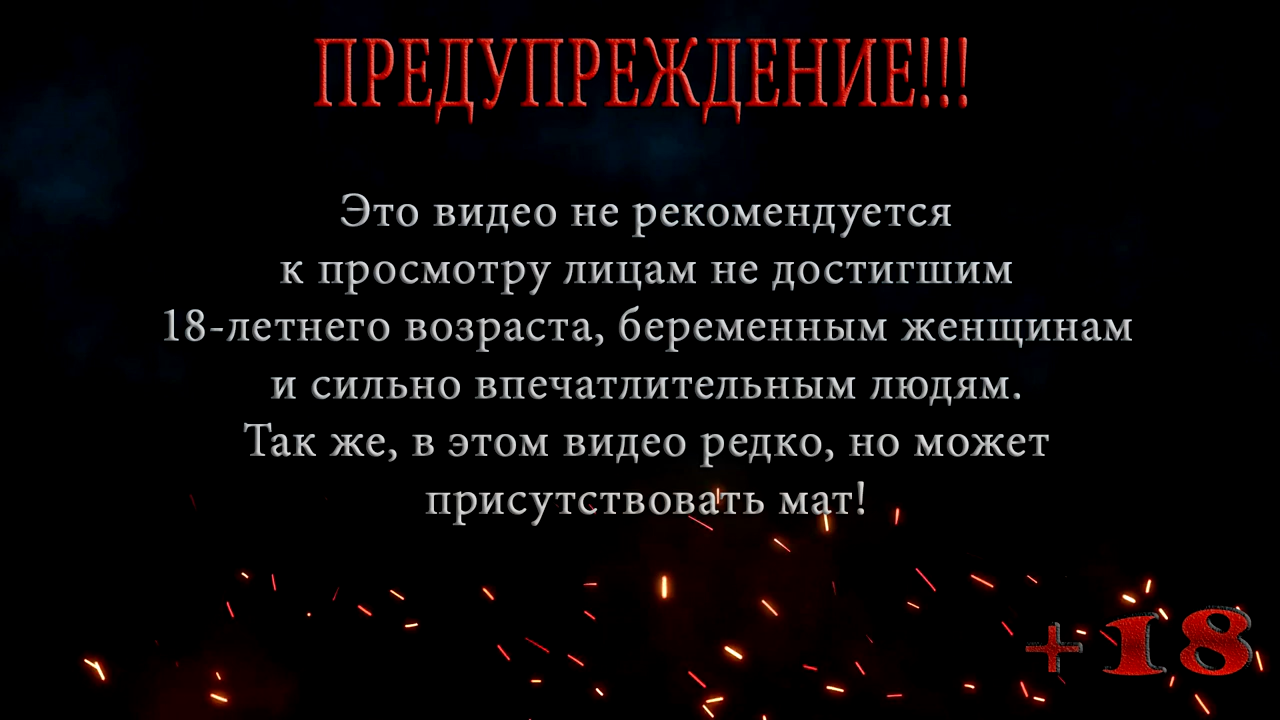 ПРЕДУПРЕЖДЕНИЕ!!!
Это видео не рекомендуется
к просмотру лицам не достигшим
18-летнего возраста, беременным женщинам
и сильно впечатлительным людям.
Так же, в этом видео редко, но может
присутствовать мат!
+18